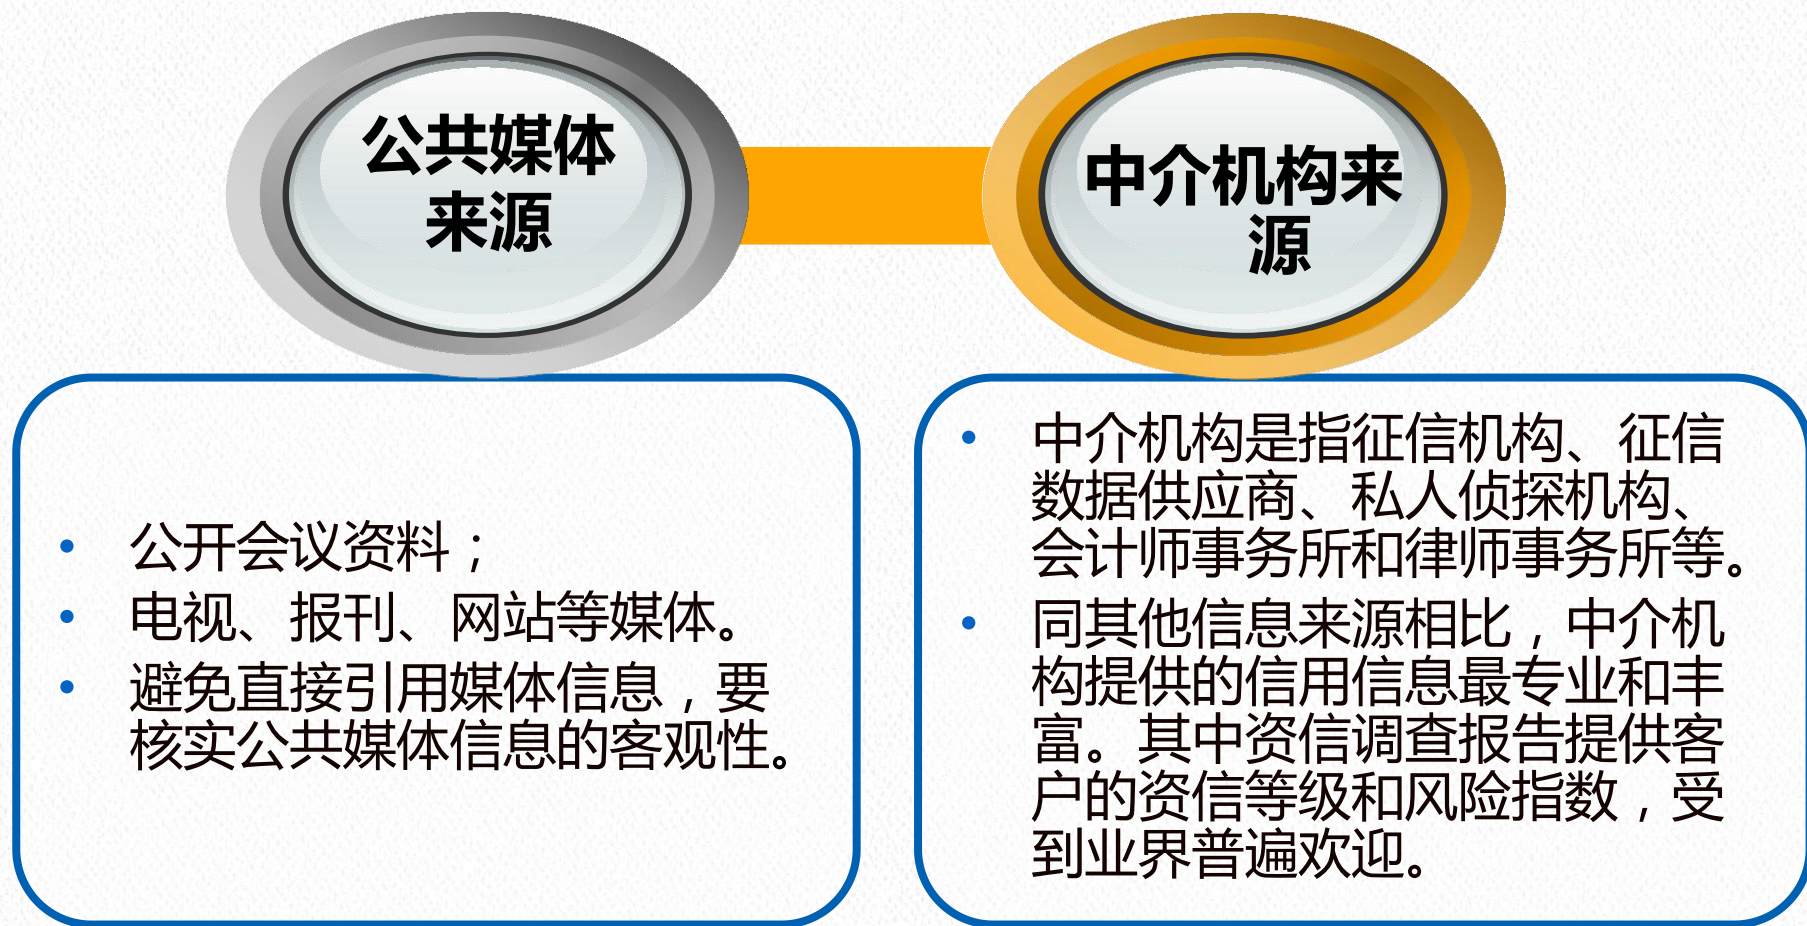 公共媒体
来源
中介机构来
源
• 公开会议资料；
• 电视、报刊、网站等媒体。
• 避免直接引用媒体信息，要
核实公共媒体信息的客观性。
• 中介机构是指征信机构、征信
数据供应商、私人侦探机构、
会计师事务所和律师事务所等。
• 同其他信息来源相比，中介机
构提供的信用信息最专业和丰
富。其中资信调查报告提供客
户的资信等级和风险指数，受
到业界普遍欢迎。